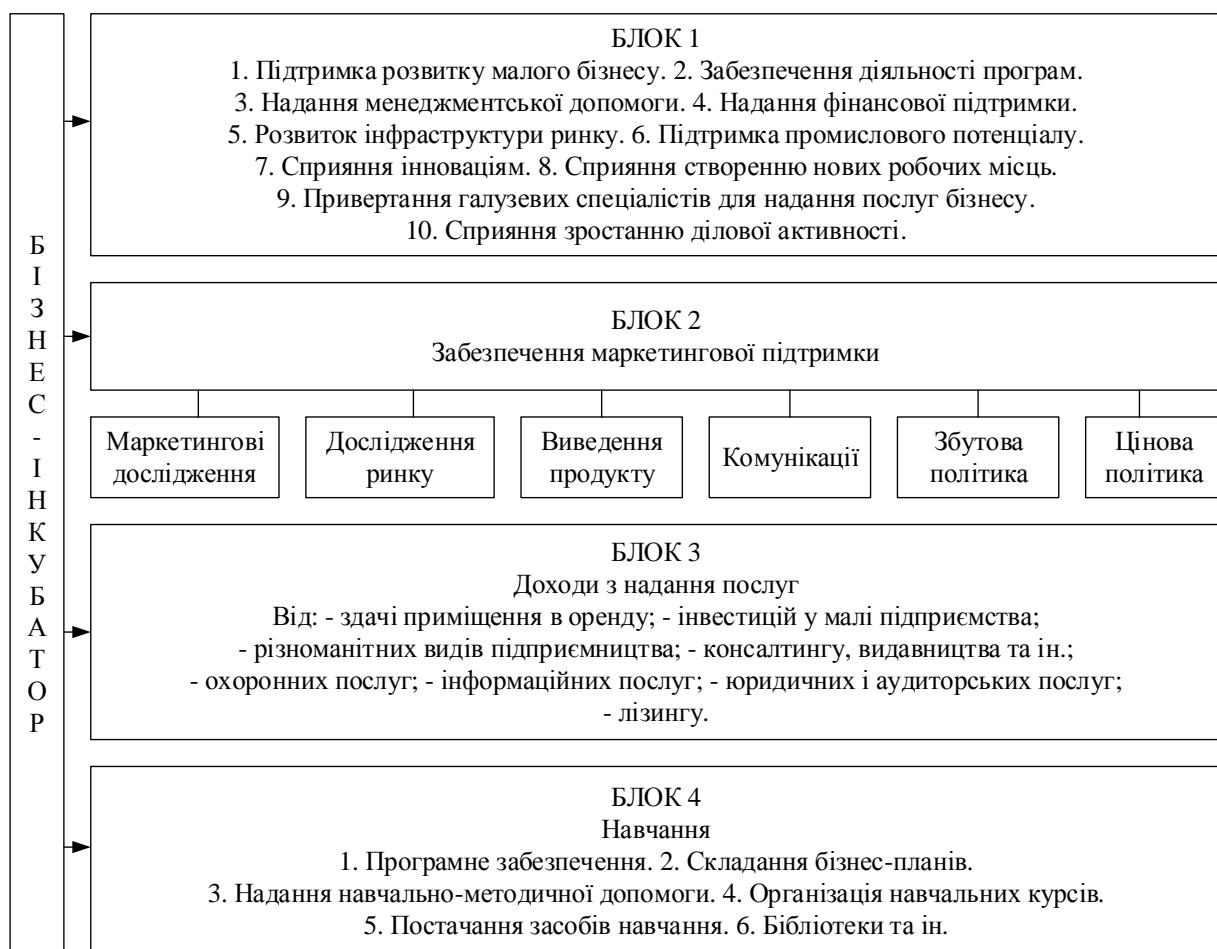 БІЗНЕС-ІНКУБАТОР
БЛОК 1
1. Підтримка розвитку малого бізнесу. 2. Забезпечення діяльності програм.
3. Надання менеджментської допомоги. 4. Надання фінансової підтримки.
5. Розвиток інфраструктури ринку. 6. Підтримка промислового потенціалу.
7. Сприяння інноваціям. 8. Сприяння створенню нових робочих місць.
9. Привертання галузевих спеціалістів для надання послуг бізнесу.
10. Сприяння зростанню ділової активності.
БЛОК 2
Забезпечення маркетингової підтримки
Маркетингові
дослідження
Дослідження
ринку
Виведення
продукту
Комунікації
Збутова
політика
Цінова
політика
БЛОК 3
Доходи з надання послуг
Від: - здачі приміщення в оренду; - інвестицій у малі підприємства;
- різноманітних видів підприємництва; - консалтингу, видавництва та ін.;
- охоронних послуг; - інформаційних послуг; - юридичних і аудиторських послуг;
- лізингу.
БЛОК 4
Навчання
1. Програмне забезпечення. 2. Складання бізнес-планів.
3. Надання навчально-методичної допомоги. 4. Організація навчальних курсів.
5. Постачання засобів навчання. 6. Бібліотеки та ін.